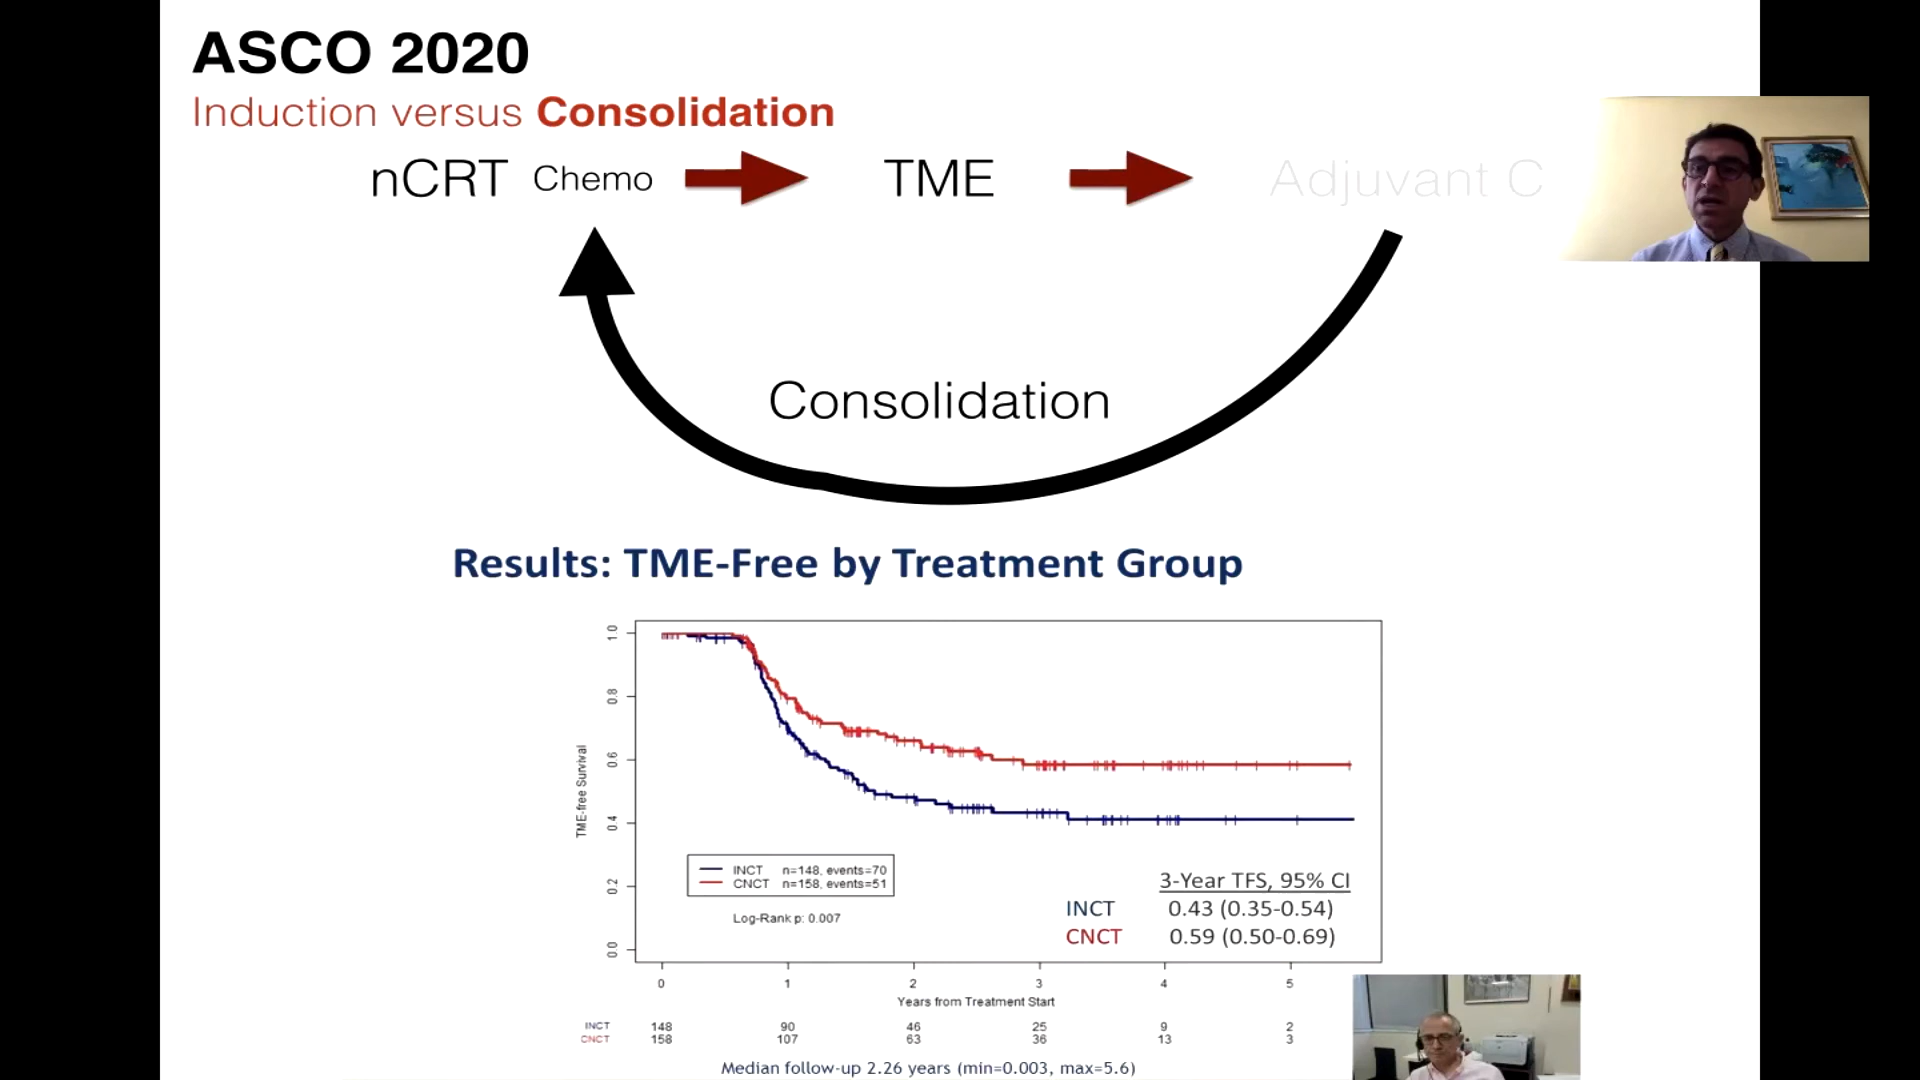 ASCO 2020
Induction versus Consolidation
nCRT Chemo TME Adjuvant C
Consolidation
Results: TME-Free by Treatment Group
TME-free Survival
1.0
0.8
0.6
0.4
0.2
0.0
INCT n=148, events=70
CNCT n=158, events=51
Log-Rank p: 0.007
3-Year TFS, 95% CI
INCT 0.43 (0.35-0.54)
CNCT 0.59 (0.50-0.69)
0 1 2 3 4 5
Years from Treatment Start
INCT 148 90 46 25 9 2
CNCT 158 107 63 36 13 3
Median follow-up 2.26 years (min=0.003, max=5.6)